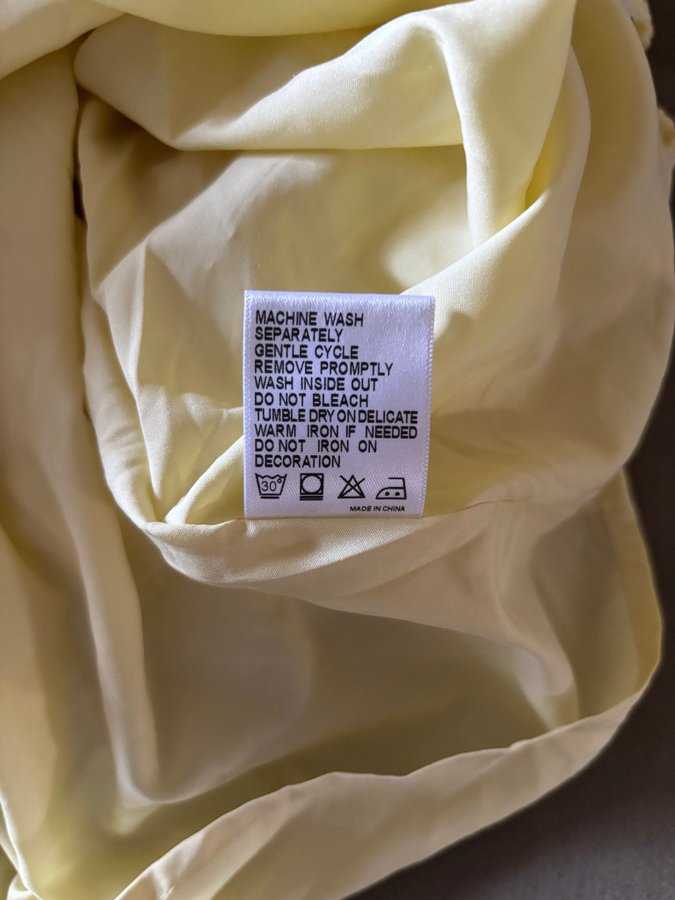 MACHINE WASH
SEPARATELY
GENTLE CYCLE
REMOVE PROMPTLY
WASH INSIDE OUT
DO NOT BLEACH
TUMBLE DRY ON DELICATE
WARM IRON IF NEEDED
DO NOT IRON ON
DECORATION
30°
MADE IN CHINA